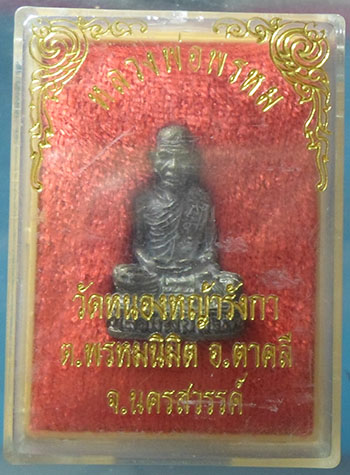 หลวงพ่อพรหม
วัดหนองหญ้ารังกา
ต.พรหมนิมิต อ.ตาคลี
จ.นครสวรรค์